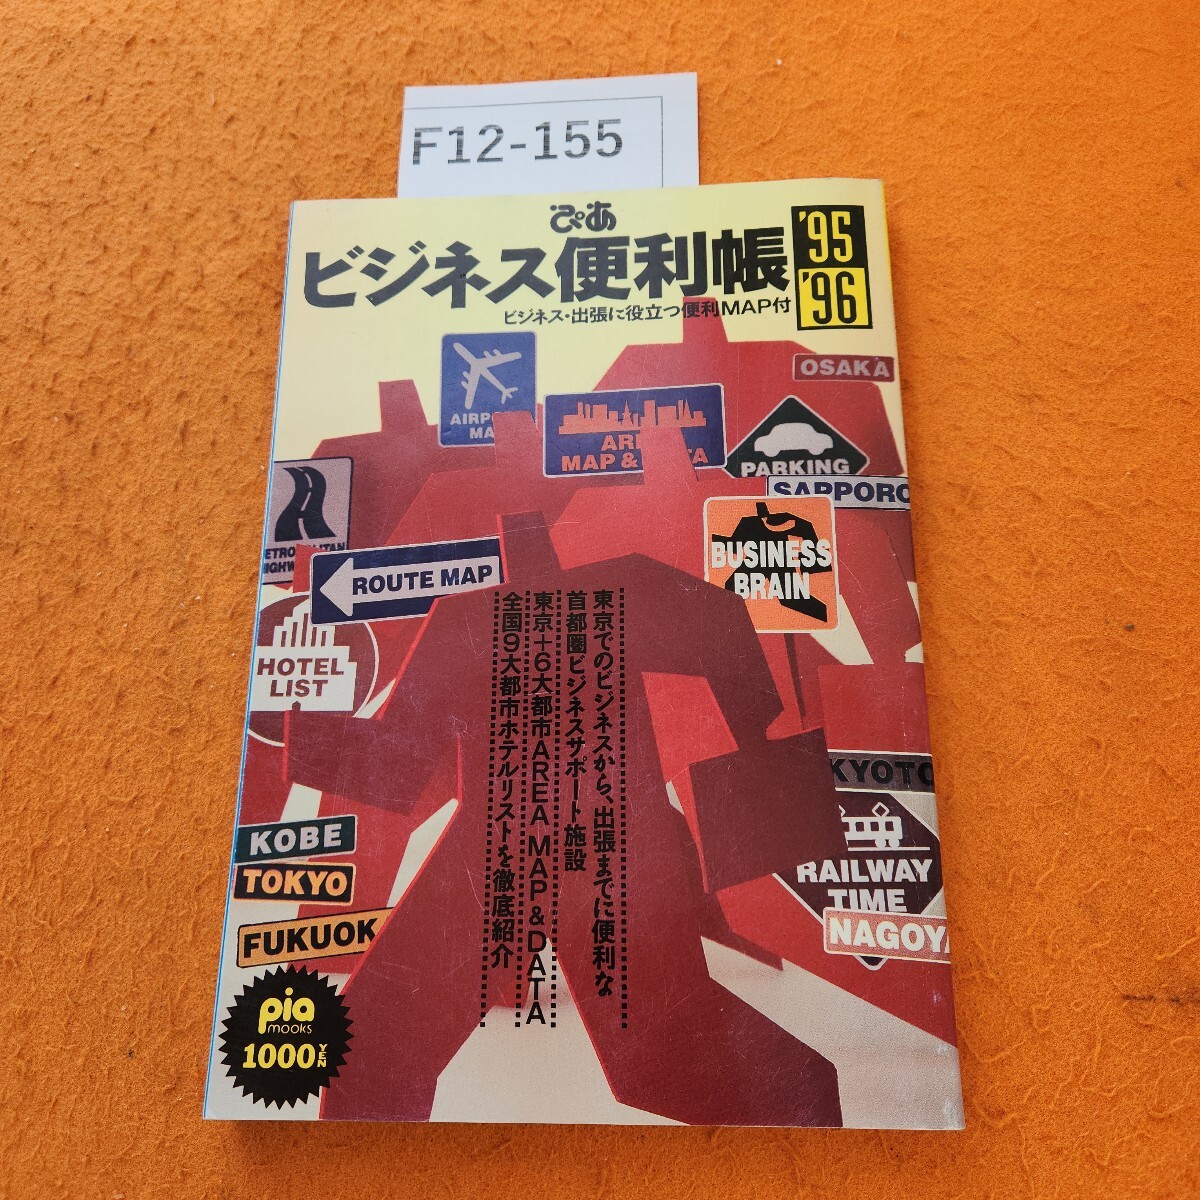 F12-155
ぴあ
ビジネス便利帳
'95
'96
ビジネス・出張に役立つ便利MAP付
OSAKA
PARKING
SAPPORO
BUSINESS
BRAIN
MAP &
ROUTE MAP
HOTEL
LIST
東京でのビジネスから、出張までに便利な
首都圏ビジネスサポート施設
東京+6大都市AREA MAP & DATA
全国9大都市ホテルリストを徹底紹介
KYOTO
RAILWAY
TIME
NAGOY
KOBE
TOKYO
FUKUOK
pia
mooks
1000YEN